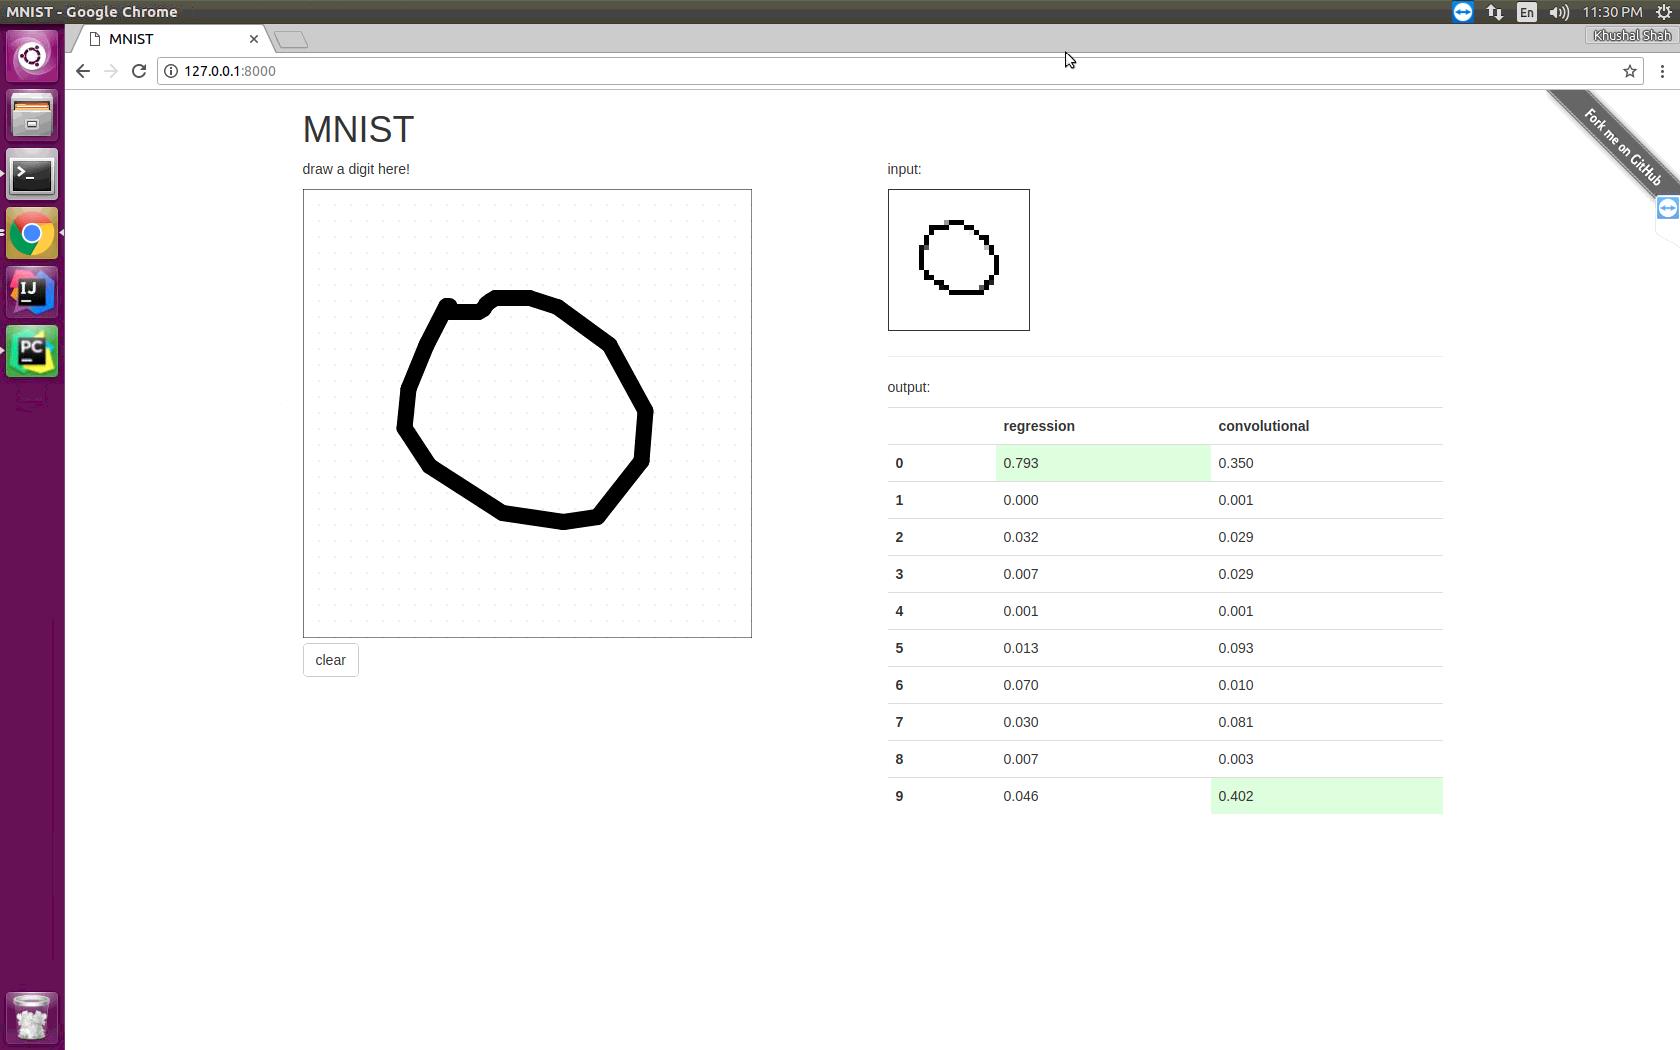 MNIST - Google Chrome
En
11:30 PM
MNIST
Khushal Shah
127.0.0.1:8000
Fork me on GitHub
MNIST
draw a digit here!
input:
IJ
PC
output:
regression convolutional
0 0.793 0.350
1 0.000 0.001
2 0.032 0.029
3 0.007 0.029
4 0.001 0.001
5 0.013 0.093
6 0.070 0.010
7 0.030 0.081
8 0.007 0.003
9 0.046 0.402
clear